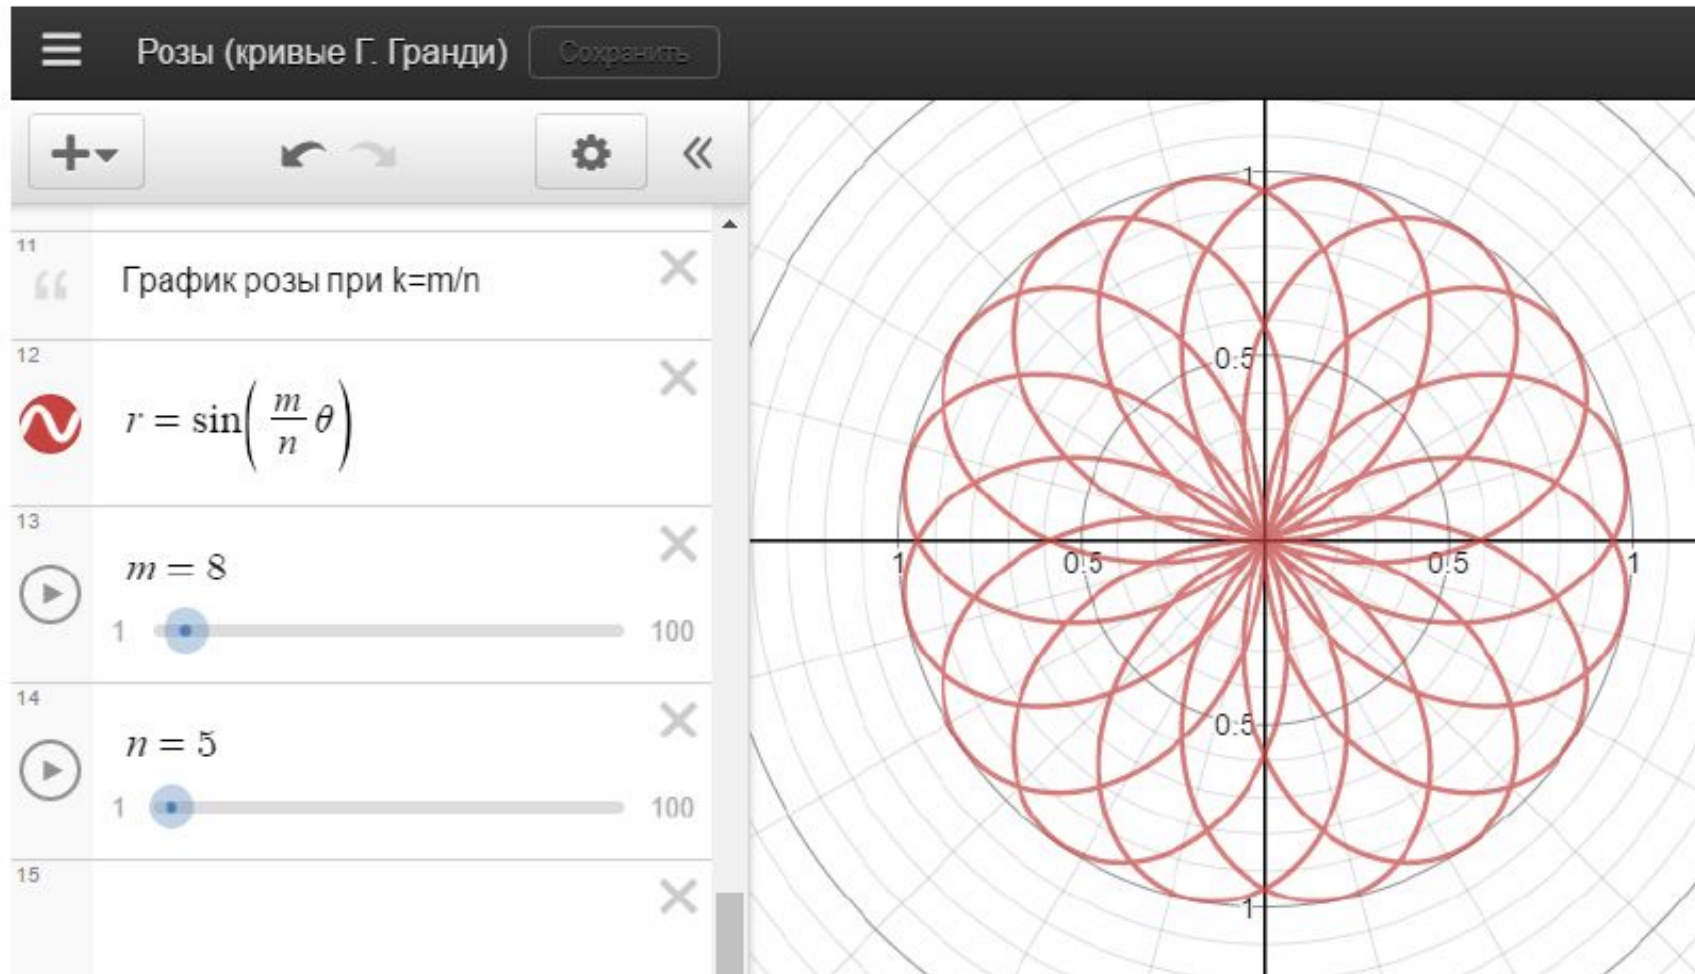 Розы (кривые Г. Гранди)
Сохранить
11
График розы при k=m/n
12
r = sin( m/n θ )
13
m = 8
1 100
14
n = 5
1 100
15
1
0.5
1 0.5 0.5 1
0.5
1